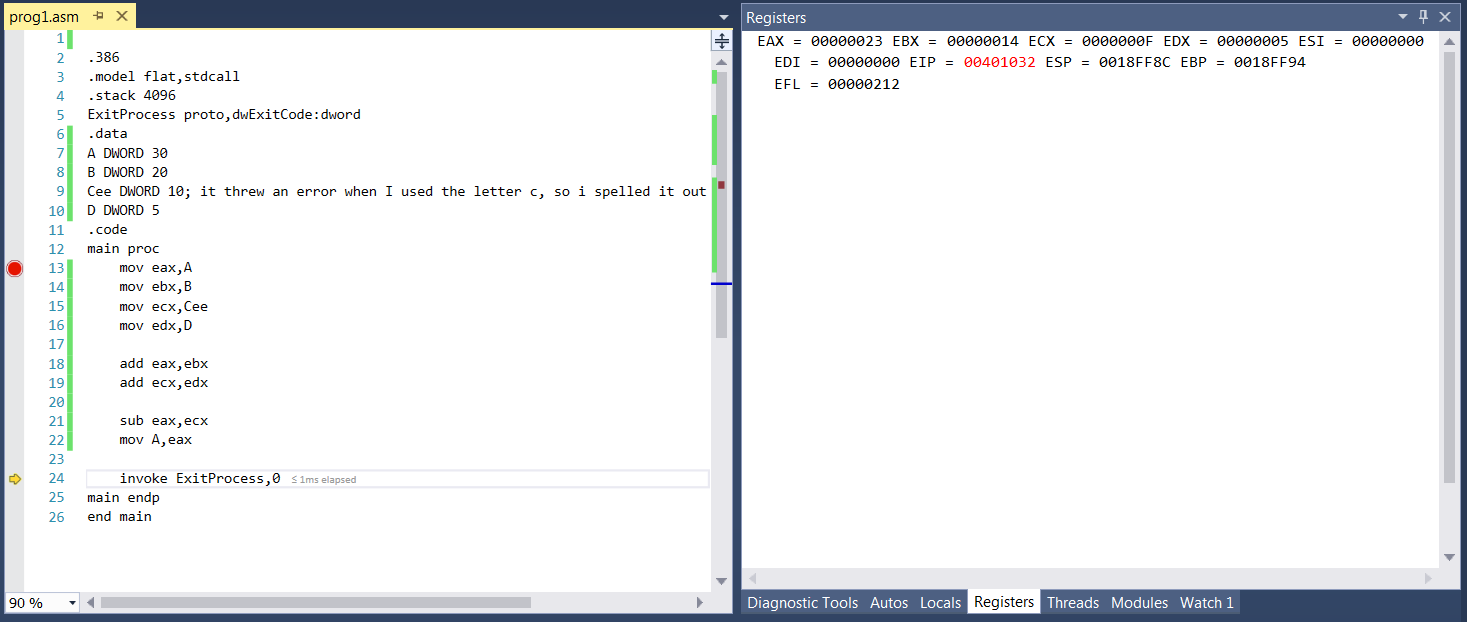 prog1.asm
1
2 .386
3 .model flat,stdcall
4 .stack 4096
5 ExitProcess proto,dwExitCode:dword
6 .data
7 A DWORD 30
8 B DWORD 20
9 Cee DWORD 10; it threw an error when I used the letter c, so i spelled it out
10 D DWORD 5
11 .code
12 main proc
13 mov eax,A
14 mov ebx,B
15 mov ecx,Cee
16 mov edx,D
17
18 add eax,ebx
19 add ecx,edx
20
21 sub eax,ecx
22 mov A,eax
23
24 invoke ExitProcess,0 ≤ 1ms elapsed
25 main endp
26 end main
90 %
Registers
EAX = 00000023 EBX = 00000014 ECX = 0000000F EDX = 00000005 ESI = 00000000
EDI = 00000000 EIP = 00401032 ESP = 0018FF8C EBP = 0018FF94
EFL = 00000212
Diagnostic Tools Autos Locals Registers Threads Modules Watch 1